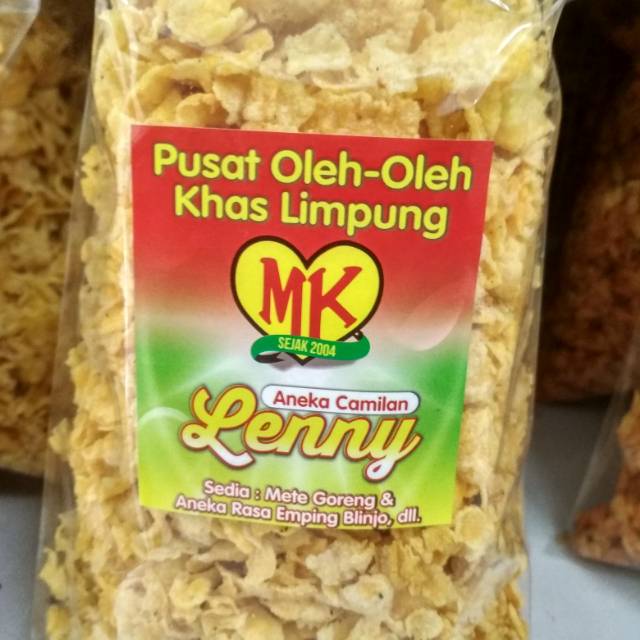 Pusat Oleh-Oleh
Khas Limpung
MK
SEJAK 2004
Aneka Camilan
Lenny
Sedia : Mete Goreng &
Aneka Rasa Emping Blinjo, dll.